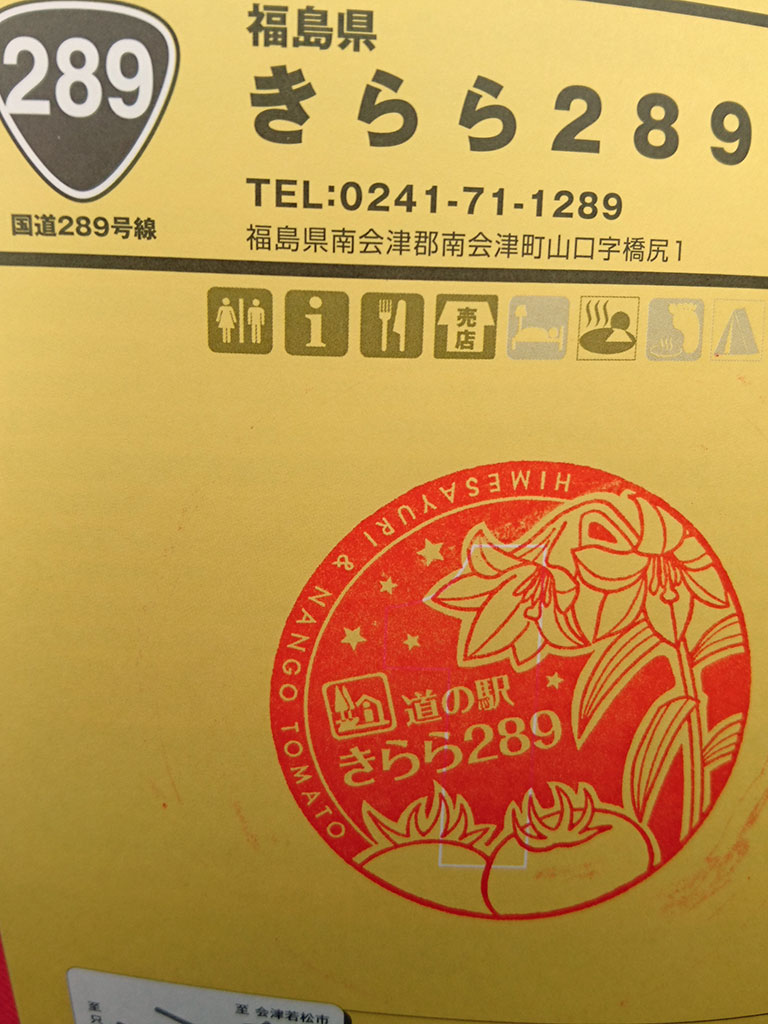 289
国道289号線
福島県
きらら289
TEL:0241-71-1289
福島県南会津郡南会津町山口字橋尻1
売店
HIMESAYURI & NANGO TOMATO
道の駅
きらら289
至 会津若松市
至